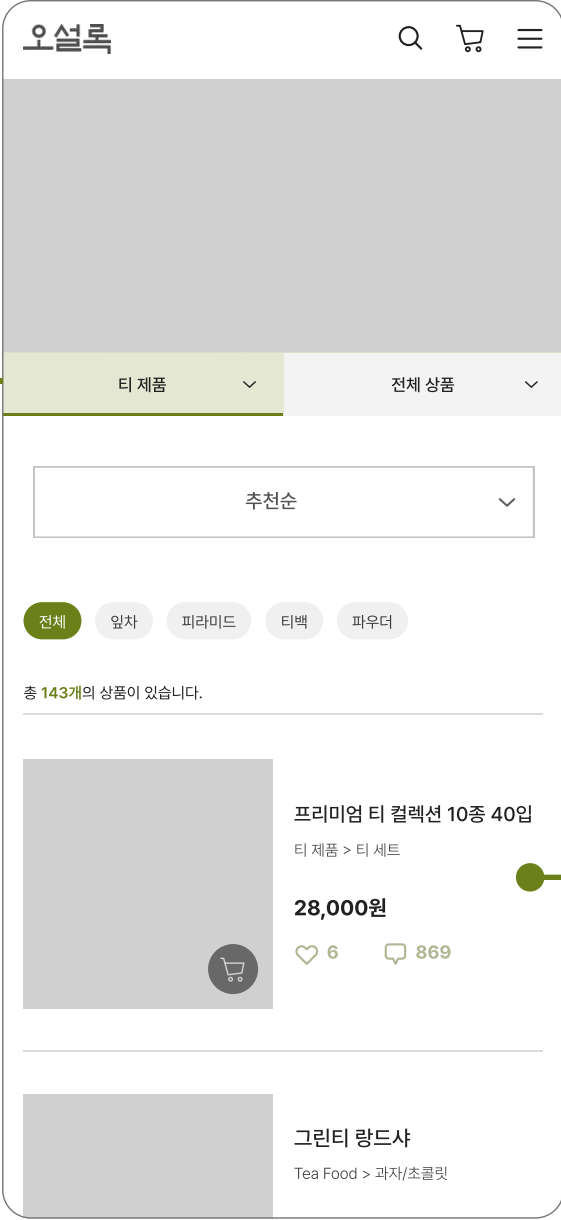 오설록
티 제품 전체 상품
추천순
전체 잎차 피라미드 티백 파우더
총 143개의 상품이 있습니다.
프리미엄 티 컬렉션 10종 40입
티 제품 > 티 세트
28,000원
6 869
그린티 랑드샤
Tea Food > 과자/초콜릿